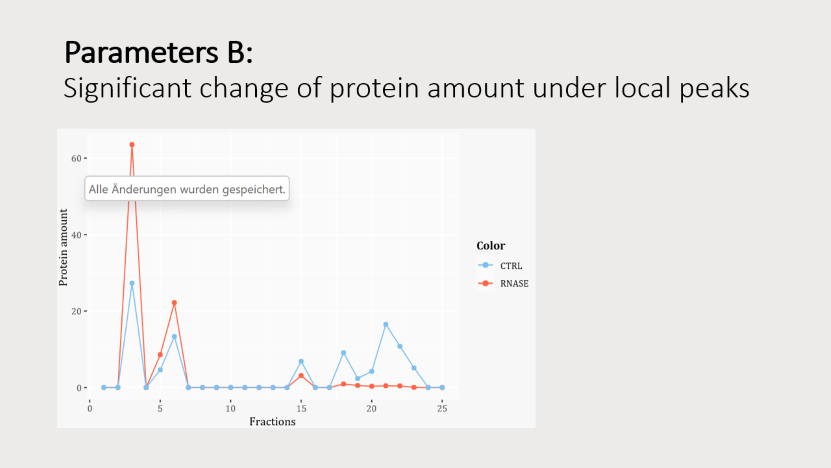 Parameters B:
Significant change of protein amount under local peaks
60
Alle Änderungen wurden gespeichert.
40
20
0
Protein amount
0 5 10 15 20 25
Fractions
Color
CTRL
RNASE